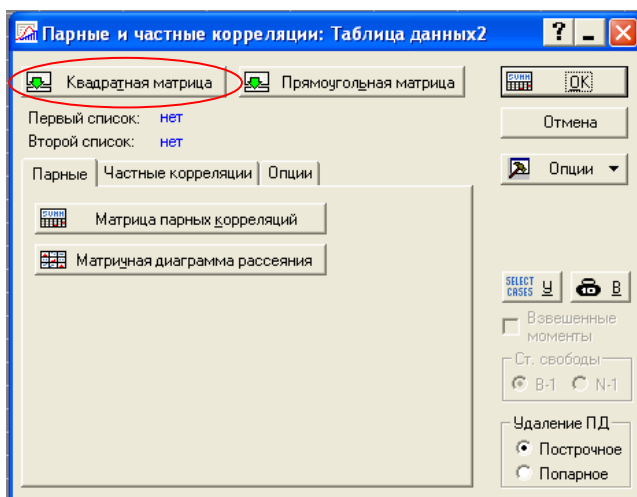 Парные и частные корреляции: Таблица данных2
Квадратная матрица
Прямоугольная матрица
OK
Первый список: нет
Отмена
Второй список: нет
Парные
Частные корреляции
Опции
Опции
SUMM
Матрица парных корреляций
Матричная диаграмма рассеяния
SELECT CASES У
В
Взвешенные моменты
Ст. свободы
В-1
N-1
Удаление ПД
Построчное
Попарное